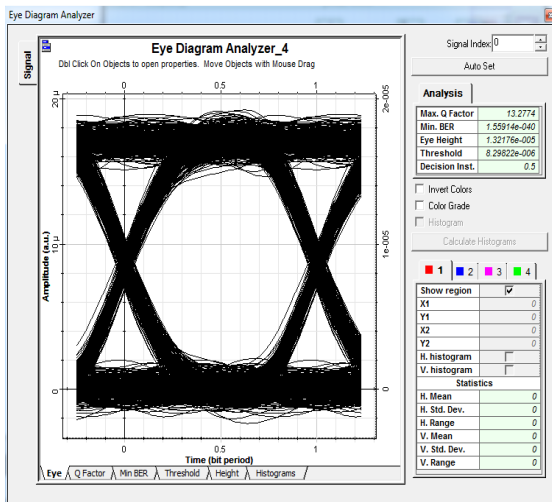 Eye Diagram Analyzer
Signal
Eye Diagram Analyzer_4
Dbl Click On Objects to open properties. Move Objects with Mouse Drag
0 0.5 1
20 µ
10 µ
0
Amplitude (a.u.)
2e-005
1e-005
0
0 0.5 1
Time (bit period)
Eye Q Factor Min BER Threshold Height Histograms
Signal Index: 0
Auto Set
Analysis
Max. Q Factor 13.2774
Min. BER 1.55914e-040
Eye Height 1.32176e-005
Threshold 8.29822e-006
Decision Inst. 0.5
Invert Colors
Color Grade
Histogram
Calculate Histograms
1 2 3 4
Show region
X1 0
Y1 0
X2 0
Y2 0
H. histogram
V. histogram
Statistics
H. Mean 0
H. Std. Dev. 0
H. Range 0
V. Mean 0
V. Std. Dev. 0
V. Range 0